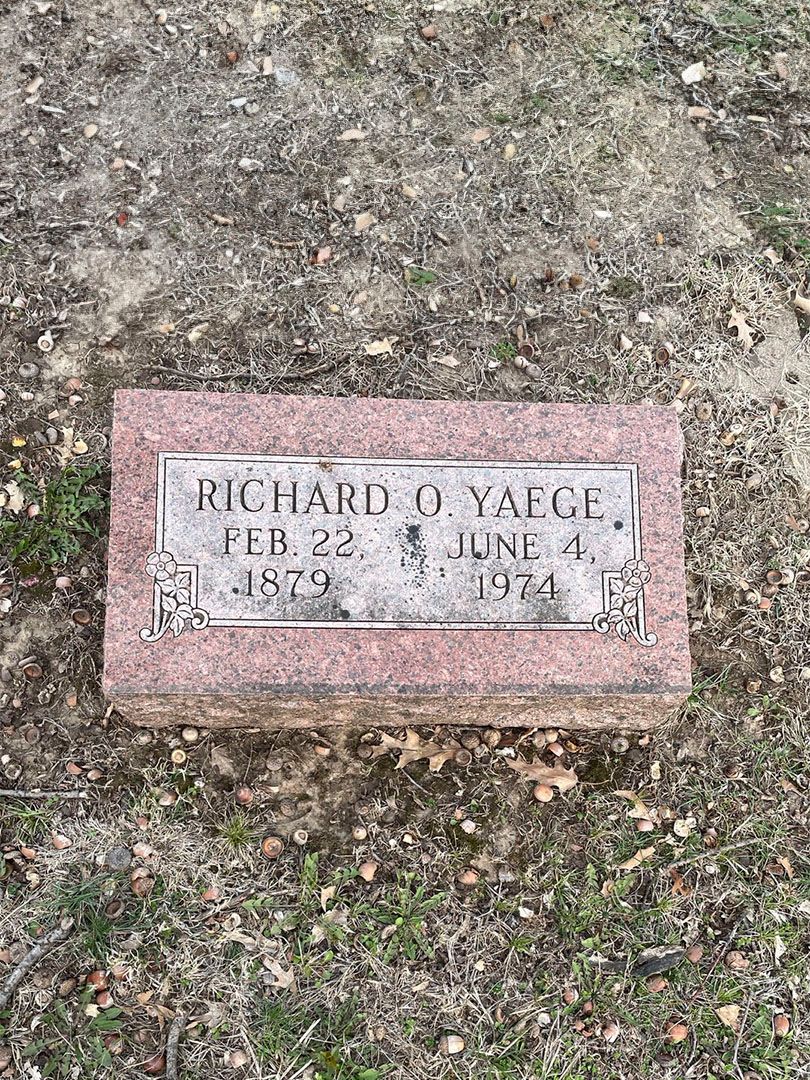 RICHARD O. YAEGE
FEB. 22, JUNE 4,
1879 1974